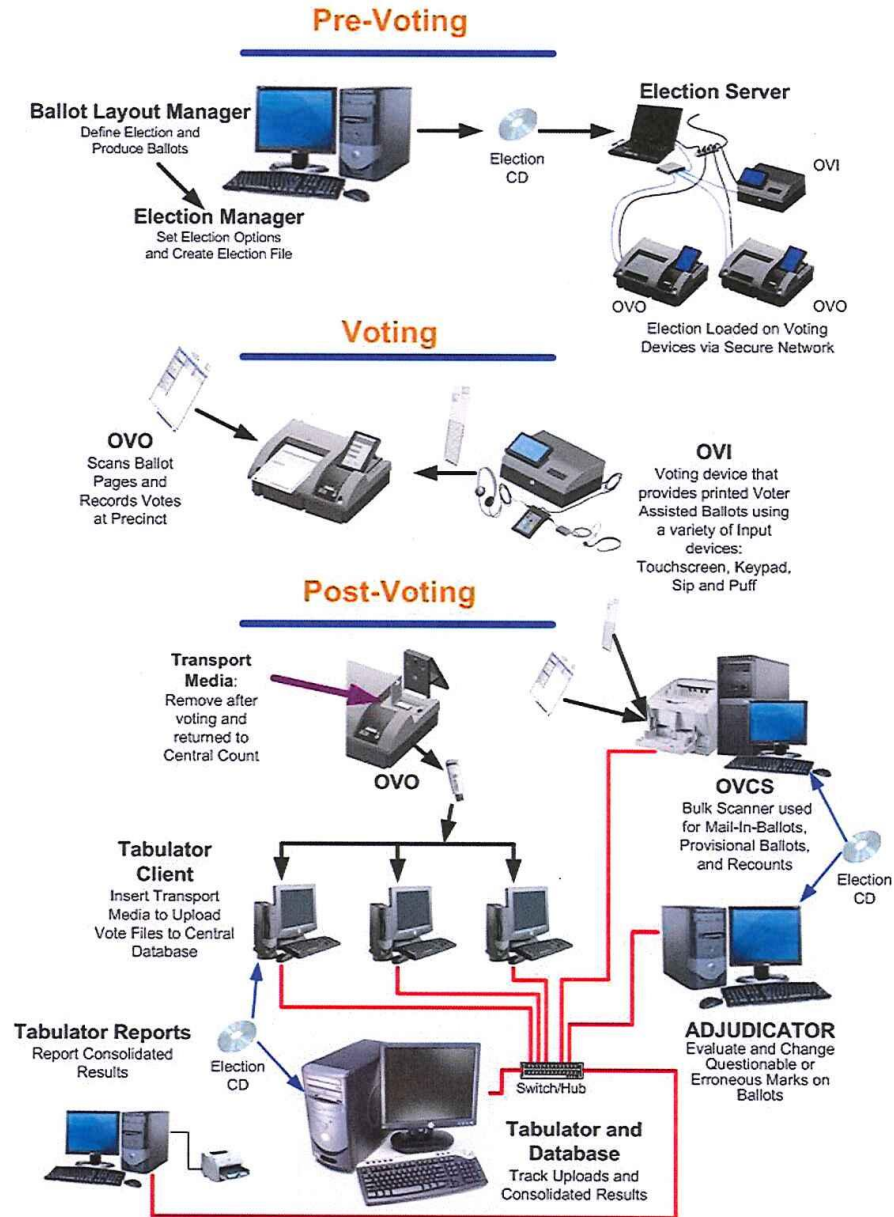 Pre-Voting
Ballot Layout Manager
Define Election and
Produce Ballots
Election Manager
Set Election Options
and Create Election File
Election
CD
Election Server
OVI
OVO
OVO
Election Loaded on Voting
Devices via Secure Network
Voting
OVO
Scans Ballot
Pages and
Records Votes
at Precinct
OVI
Voting device that
provides printed Voter
Assisted Ballots using
a variety of Input
devices:
Touchscreen, Keypad,
Sip and Puff
Post-Voting
Transport
Media:
Remove after
voting and
returned to
Central Count
OVO
OVCS
Bulk Scanner used
for Mail-In-Ballots,
Provisional Ballots,
and Recounts
Election
CD
Tabulator
Client
Insert Transport
Media to Upload
Vote Files to Central
Database
ADJUDICATOR
Evaluate and Change
Questionable or
Erroneous Marks on
Ballots
Tabulator Reports
Report Consolidated
Results
Election
CD
Switch/Hub
Tabulator and
Database
Track Uploads and
Consolidated Results